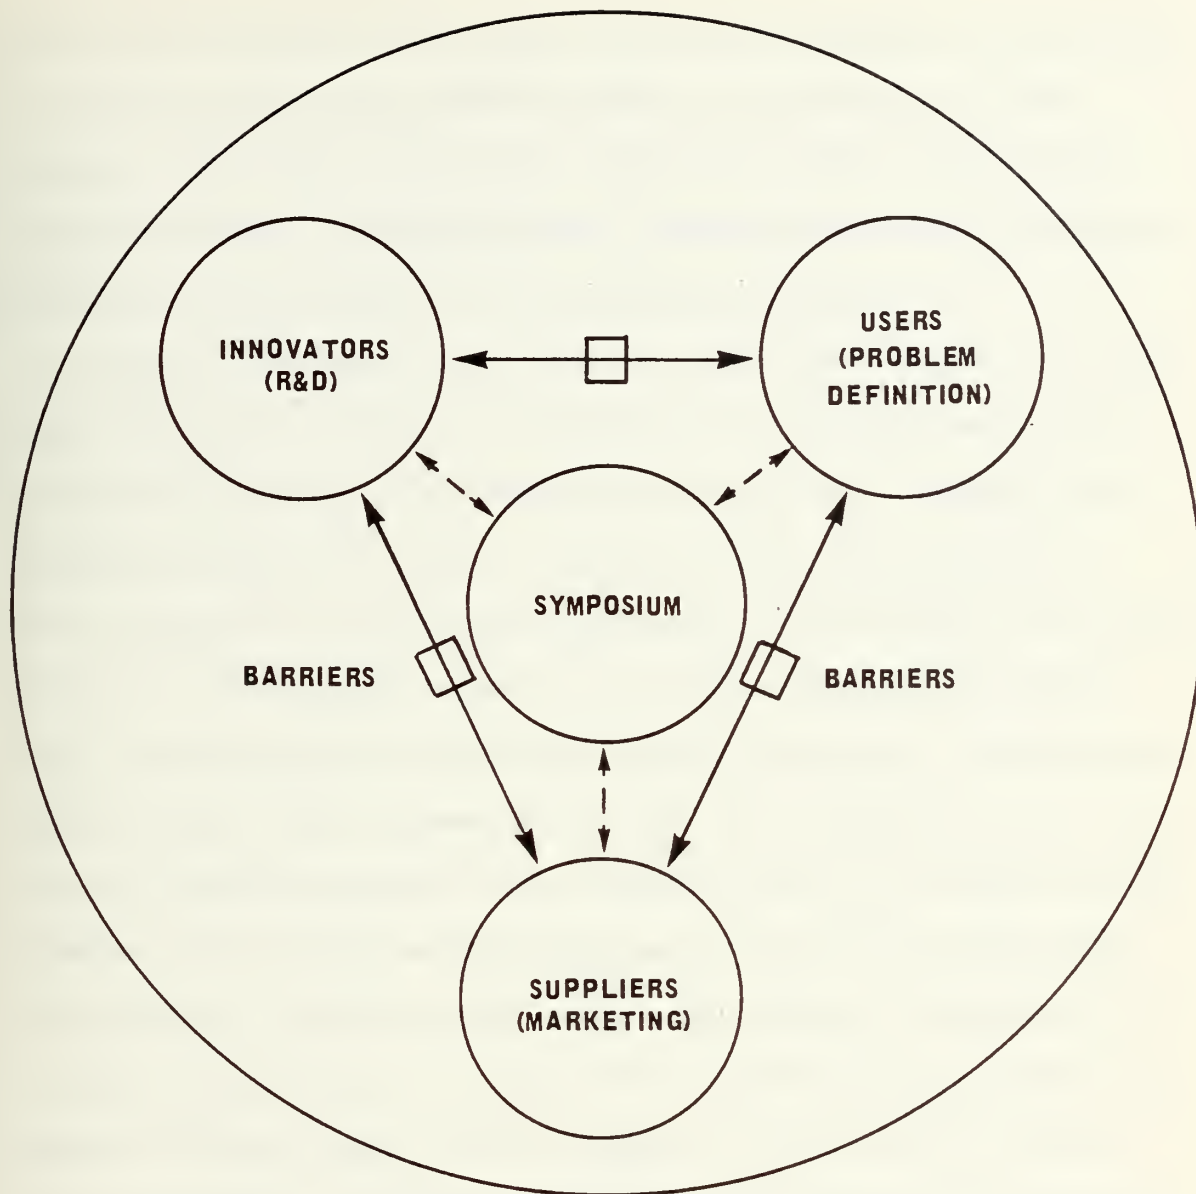 INNOVATORS
(R&D)
USERS
(PROBLEM
DEFINITION)
SYMPOSIUM
BARRIERS
BARRIERS
SUPPLIERS
(MARKETING)